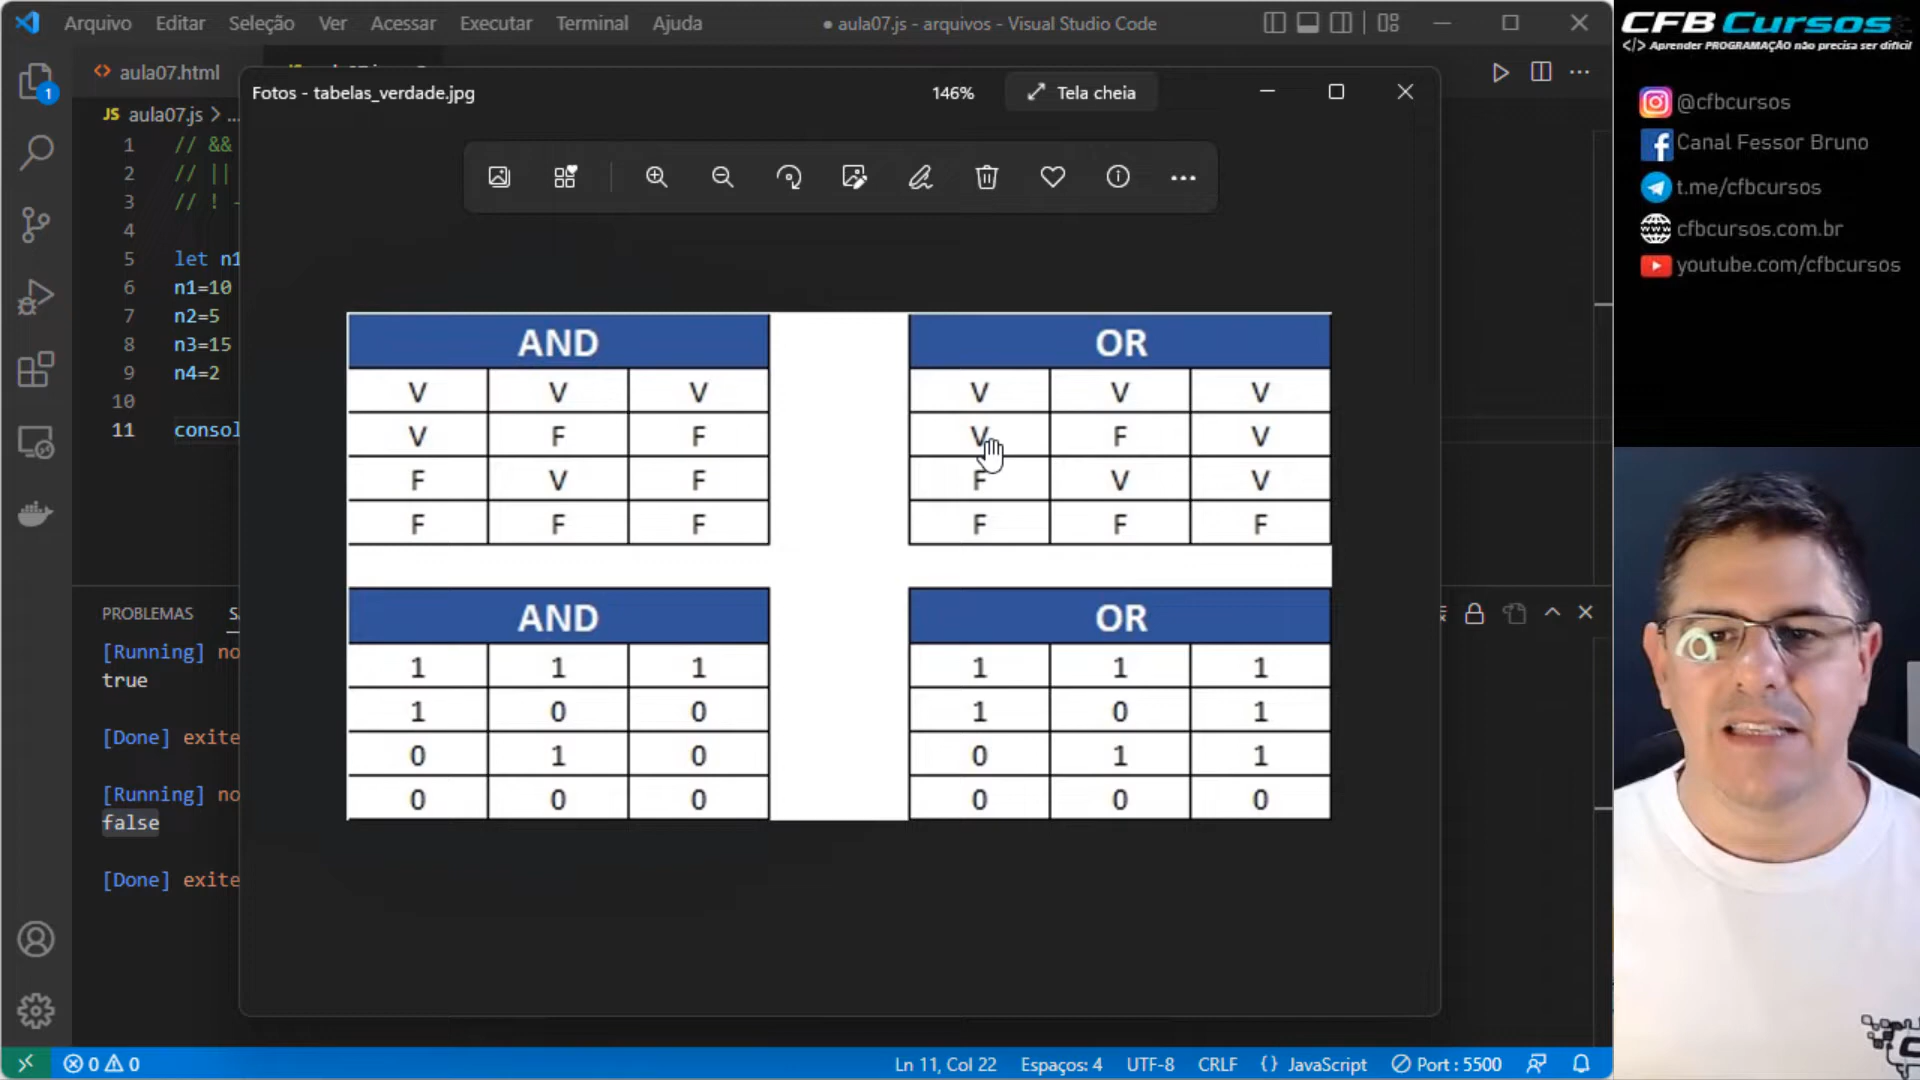 Arquivo Editar Seleção Ver Acessar Executar Terminal Ajuda
● aula07.js - arquivos - Visual Studio Code
aula07.html
JS aula07.js > ...
1 // &&
2 // ||
3 // ! -
4
5 let n1
6 n1=10
7 n2=5
8 n3=15
9 n4=2
10
11 consol
Fotos - tabelas_verdade.jpg
146%
Tela cheia
AND
V V V
V F F
F V F
F F F
OR
V V V
V F V
F V V
F F F
AND
1 1 1
1 0 0
0 1 0
0 0 0
OR
1 1 1
1 0 1
0 1 1
0 0 0
PROBLEMAS
[Running] no
true
[Done] exite
[Running] no
false
[Done] exite
1
0 0
Ln 11, Col 22
Espaços: 4
UTF-8
CRLF
{} JavaScript
Port : 5500
CFB Cursos
</> Aprender PROGRAMAÇÃO não precisa ser difícil
@cfbcursos
Canal Fessor Bruno
t.me/cfbcursos
cfbcursos.com.br
youtube.com/cfbcursos